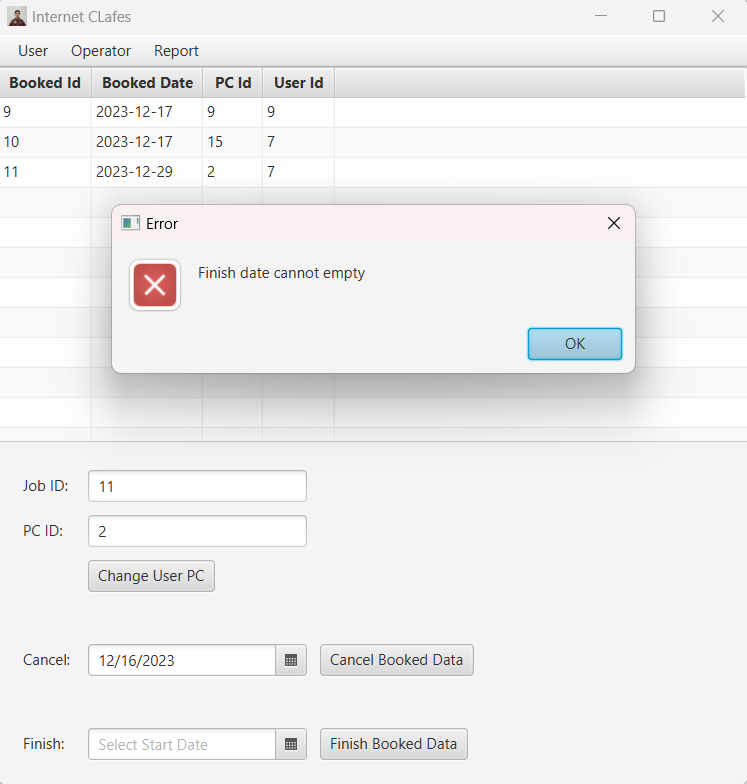 Internet CLafes
User Operator Report
Booked Id Booked Date PC Id User Id
9 2023-12-17 9 9
10 2023-12-17 15 7
11 2023-12-29 2 7
Error
Finish date cannot empty
OK
Job ID: 11
PC ID: 2
Change User PC
Cancel: 12/16/2023 Cancel Booked Data
Finish: Select Start Date Finish Booked Data